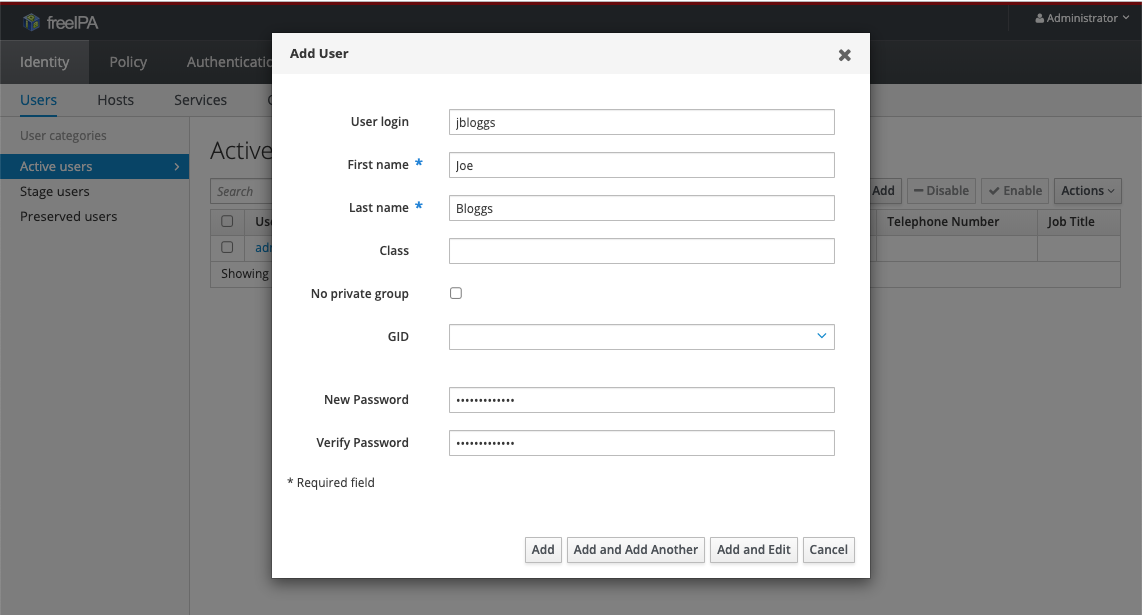 freeIPA
Administrator
Add User
Identity
Policy
Users
Hosts
Services
User categories
Active users
Stage users
Preserved users
Active
Search
Add
Disable
Enable
Actions
Telephone Number
Job Title
Showing
User login
jbloggs
First name *
Joe
Last name *
Bloggs
Class
No private group
GID
New Password
•••••••••••••
Verify Password
•••••••••••••
* Required field
Add
Add and Add Another
Add and Edit
Cancel